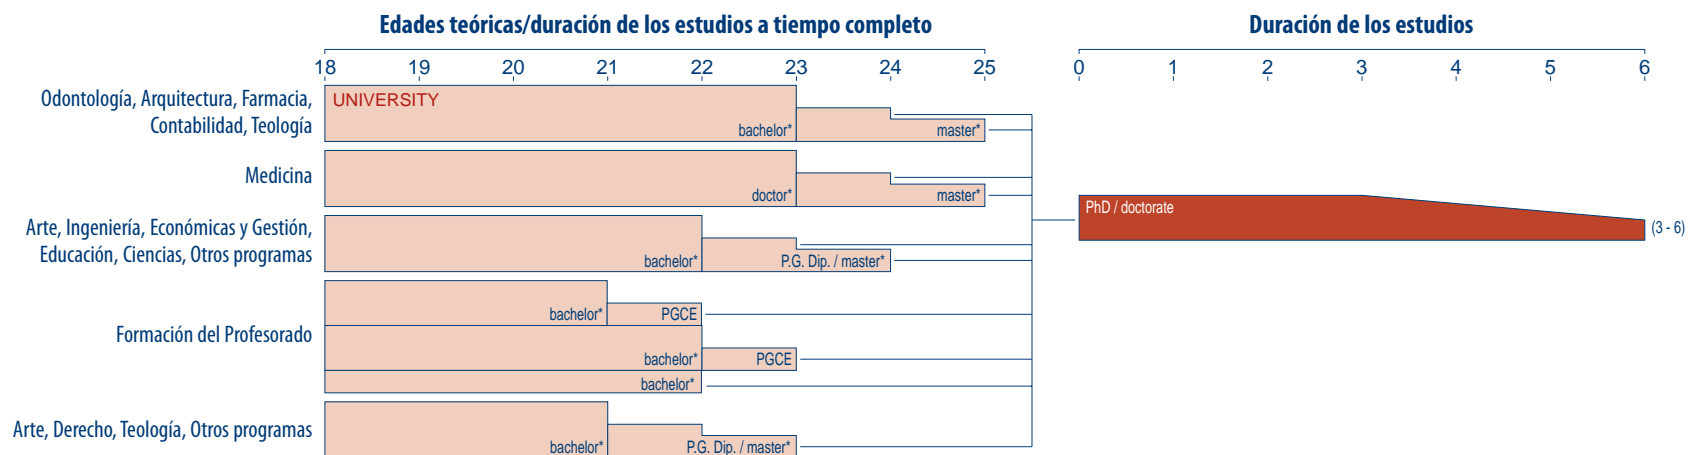 Edades teóricas/duración de los estudios a tiempo completo
Duración de los estudios
18 19 20 21 22 23 24 25
0 1 2 3 4 5 6
Odontología, Arquitectura, Farmacia,
Contabilidad, Teología
UNIVERSITY
bachelor* master*
Medicina
doctor* master*
PhD / doctorate
(3 - 6)
Arte, Ingeniería, Económicas y Gestión,
Educación, Ciencias, Otros programas
bachelor* P.G. Dip. / master*
Formación del Profesorado
bachelor* PGCE
bachelor* PGCE
bachelor*
Arte, Derecho, Teología, Otros programas
bachelor* P.G. Dip. / master*